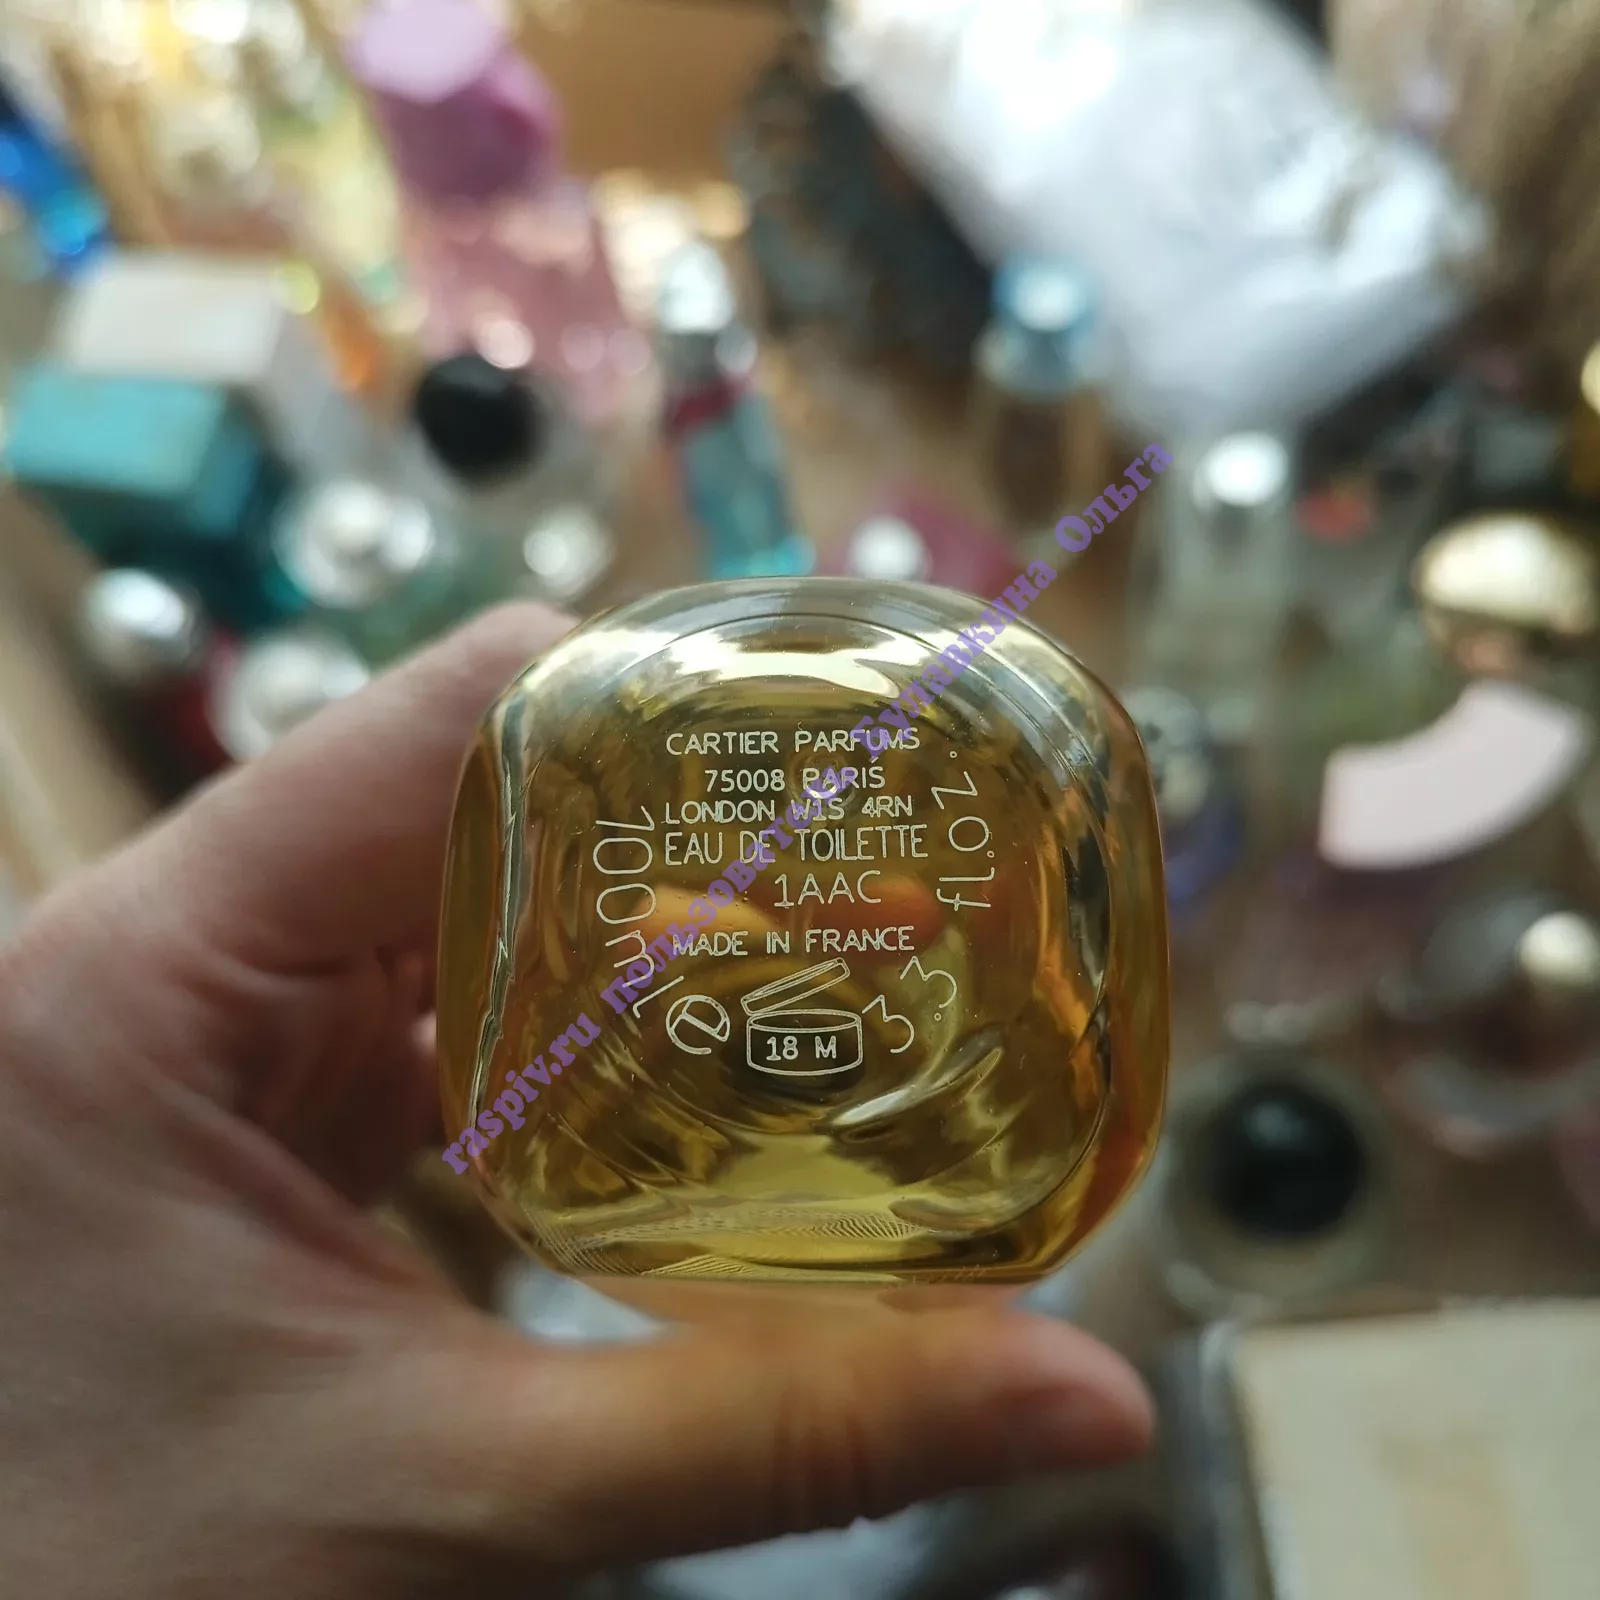 CARTIER PARFUMS
75008 PARIS
LONDON W1S 4RN
EAU DE TOILETTE
1AAC
MADE IN FRANCE
100ml e
18 M
3.3 fl.oz.
raspiv.ru пользователь Булавкина Ольга